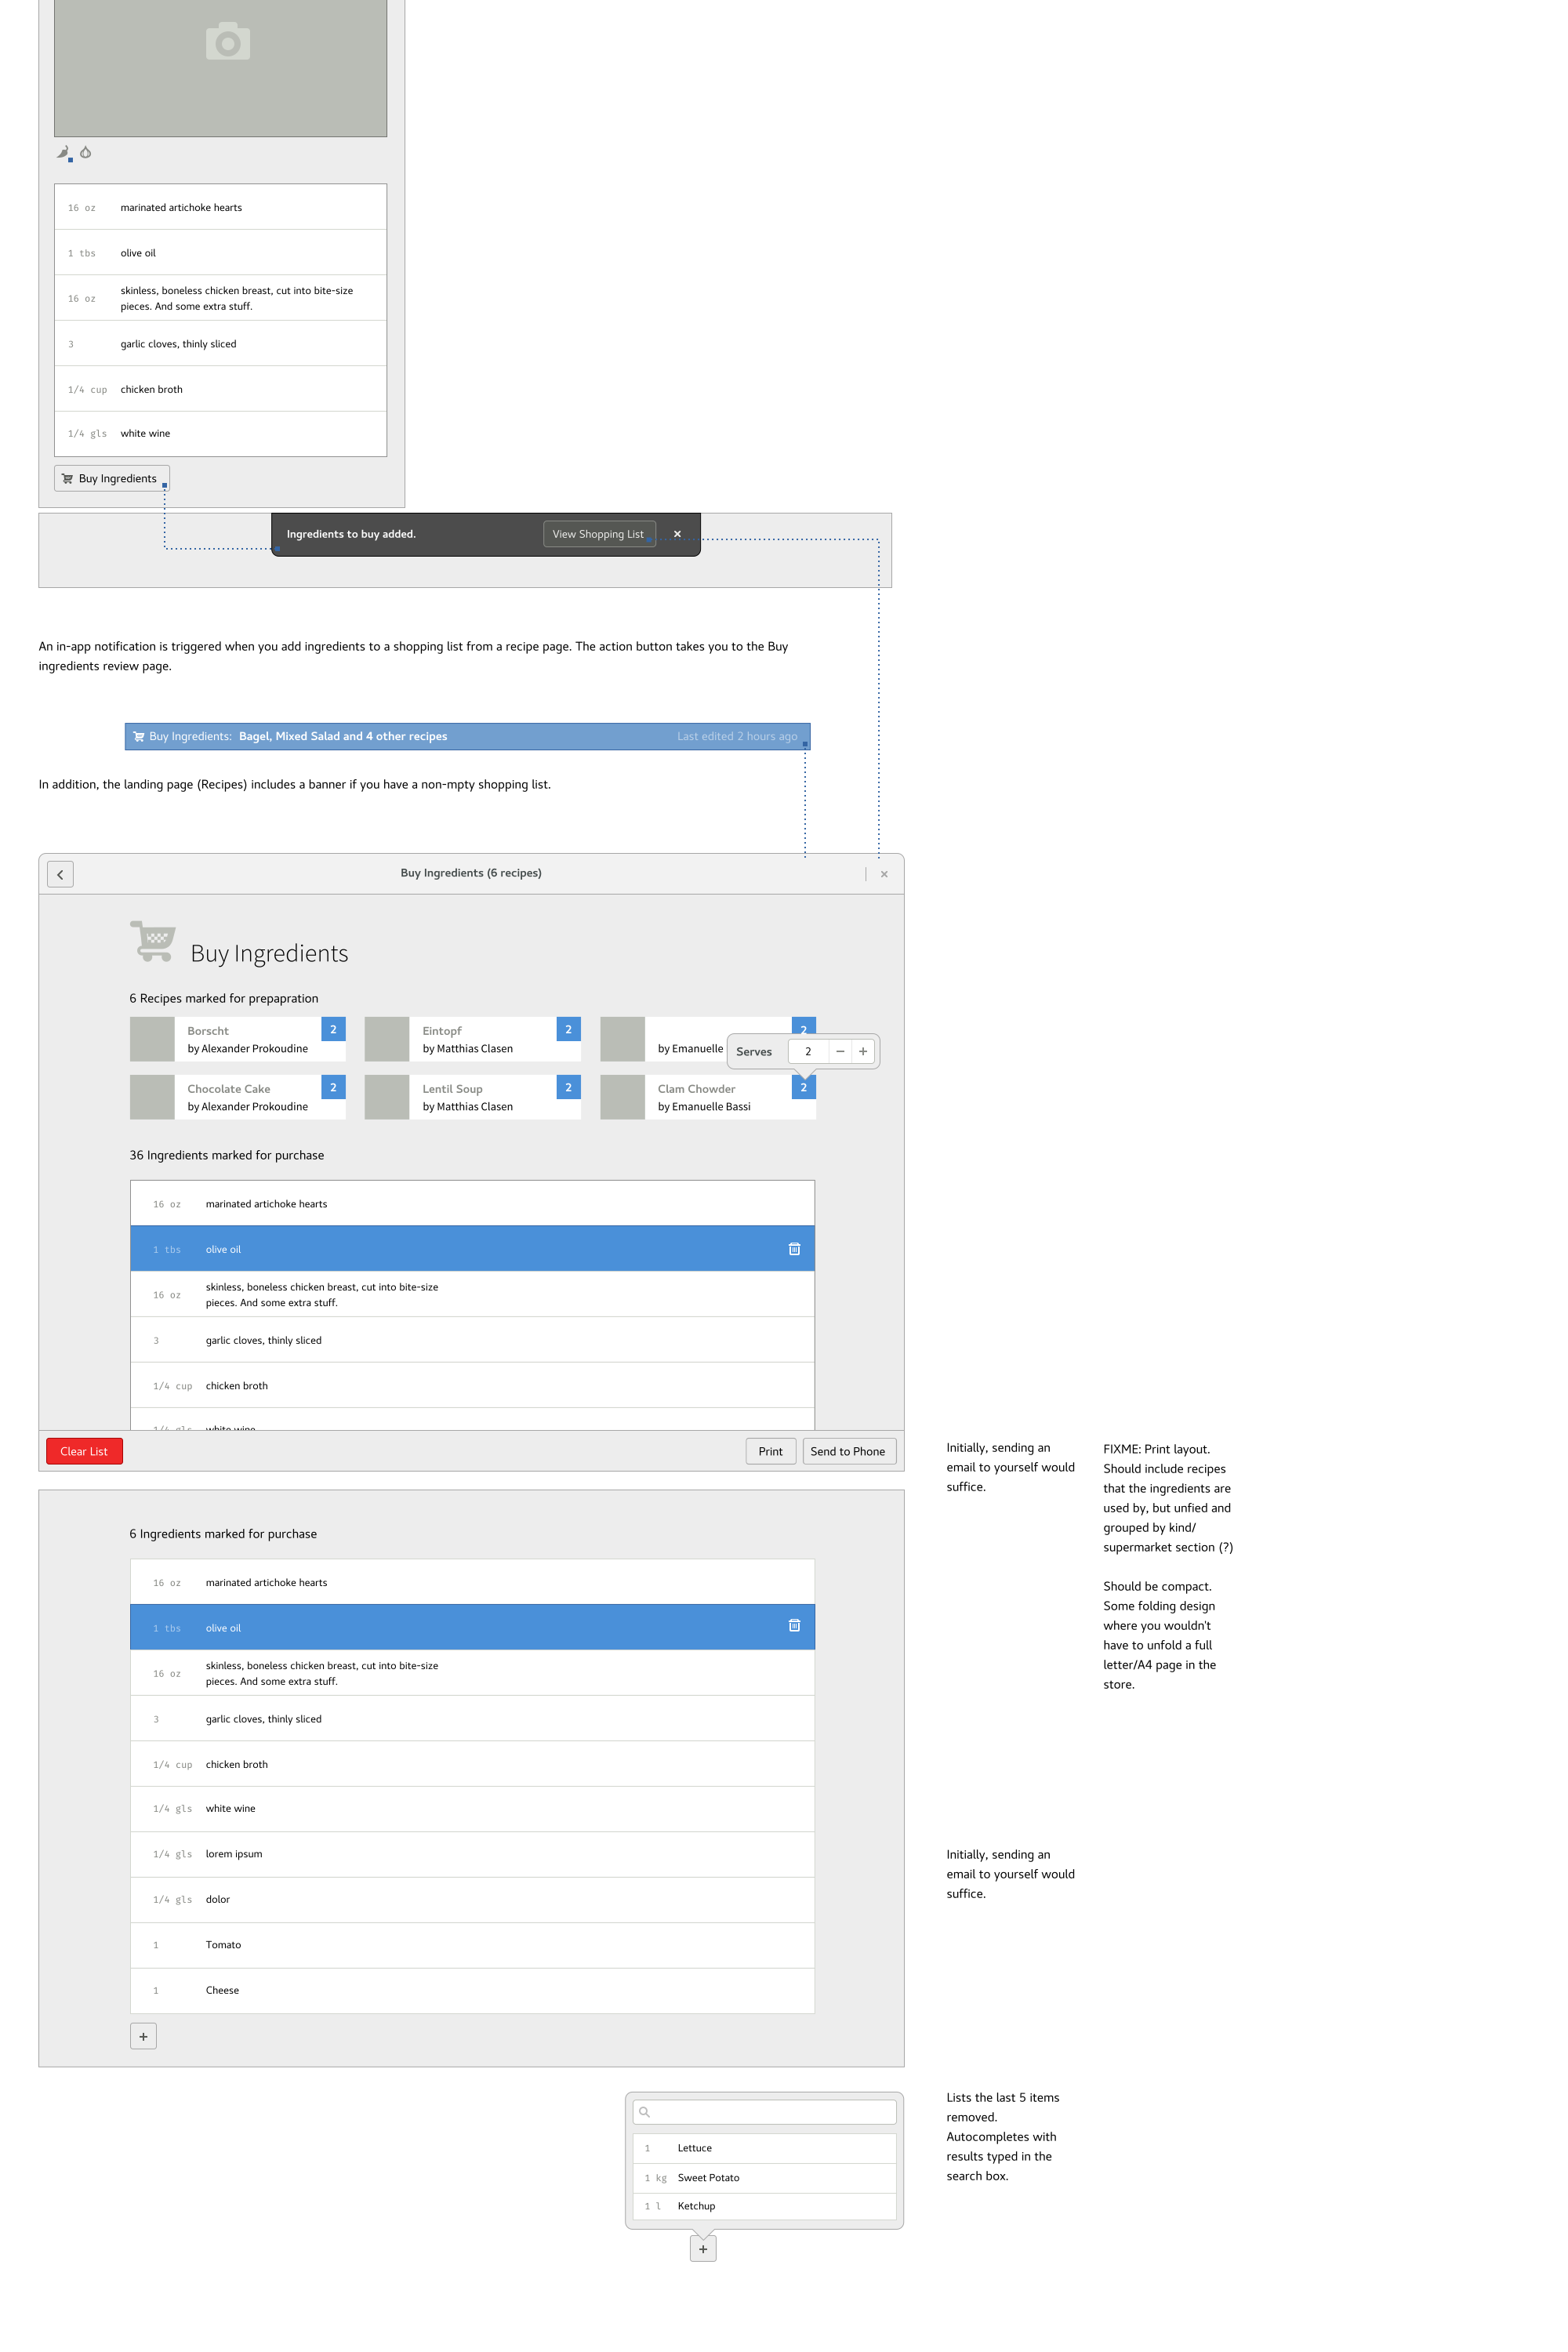 16 oz marinated artichoke hearts
1 tbs olive oil
16 oz skinless, boneless chicken breast, cut into bite-size
pieces. And some extra stuff.
3 garlic cloves, thinly sliced
1/4 cup chicken broth
1/4 gls white wine
Buy Ingredients
Ingredients to buy added. View Shopping List
An in-app notification is triggered when you add ingredients to a shopping list from a recipe page. The action button takes you to the Buy
ingredients review page.
Buy Ingredients: Bagel, Mixed Salad and 4 other recipes Last edited 2 hours ago
In addition, the landing page (Recipes) includes a banner if you have a non-mpty shopping list.
Buy Ingredients (6 recipes)
Buy Ingredients
6 Recipes marked for prepapration
Borscht
by Alexander Prokoudine
2
Eintopf
by Matthias Clasen
2
by Emanuelle
2
Serves 2
Chocolate Cake
by Alexander Prokoudine
2
Lentil Soup
by Matthias Clasen
2
Clam Chowder
by Emanuelle Bassi
2
36 Ingredients marked for purchase
16 oz marinated artichoke hearts
1 tbs olive oil
16 oz skinless, boneless chicken breast, cut into bite-size
pieces. And some extra stuff.
3 garlic cloves, thinly sliced
1/4 cup chicken broth
1/4 gls white wine
Clear List
Print
Send to Phone
Initially, sending an
email to yourself would
suffice.
FIXME: Print layout.
Should include recipes
that the ingredients are
used by, but unfied and
grouped by kind/
supermarket section (?)
Should be compact.
Some folding design
where you wouldn't
have to unfold a full
letter/A4 page in the
store.
6 Ingredients marked for purchase
16 oz marinated artichoke hearts
1 tbs olive oil
16 oz skinless, boneless chicken breast, cut into bite-size
pieces. And some extra stuff.
3 garlic cloves, thinly sliced
1/4 cup chicken broth
1/4 gls white wine
1/4 gls lorem ipsum
1/4 gls dolor
1 Tomato
1 Cheese
Initially, sending an
email to yourself would
suffice.
1 Lettuce
1 kg Sweet Potato
1 l Ketchup
Lists the last 5 items
removed.
Autocompletes with
results typed in the
search box.